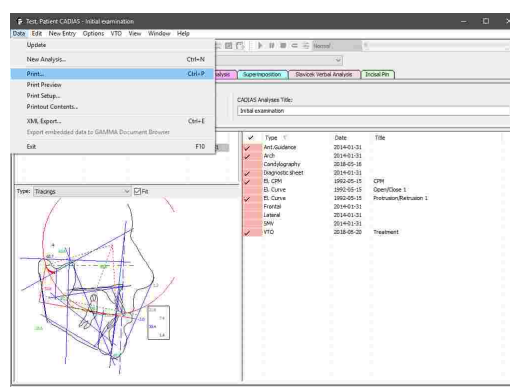 Test, Patient CADIAS - Initial examination
Data Edit New Entry Options VTO View Window Help
Update
New Analysis... Ctrl+N
Print... Ctrl+P
Print Preview
Print Setup...
Printout Contents...
XML Export... Ctrl+E
Export embedded data to GAMMA Document Browser
Exit F10
Normal
Analysis Superimposition Slavicek Verbal Analysis Incisal Pin
CADIAS Analyses Title:
Initial examination
Type Date Title
Ant.Guidance 2014-01-31
Arch 2014-01-31
Candylography 2018-05-16
Diagnostic sheet 2014-01-31
El. CPM 1992-05-15 CPM
El. Curve 1992-05-15 Open/Close 1
El. Curve 1992-05-15 Protrusion/Retrusion 1
Frontal 2014-01-31
Lateral 2014-01-31
SMV 2014-01-31
VTO 2018-05-20 Treatment
Type: Tracings Fit